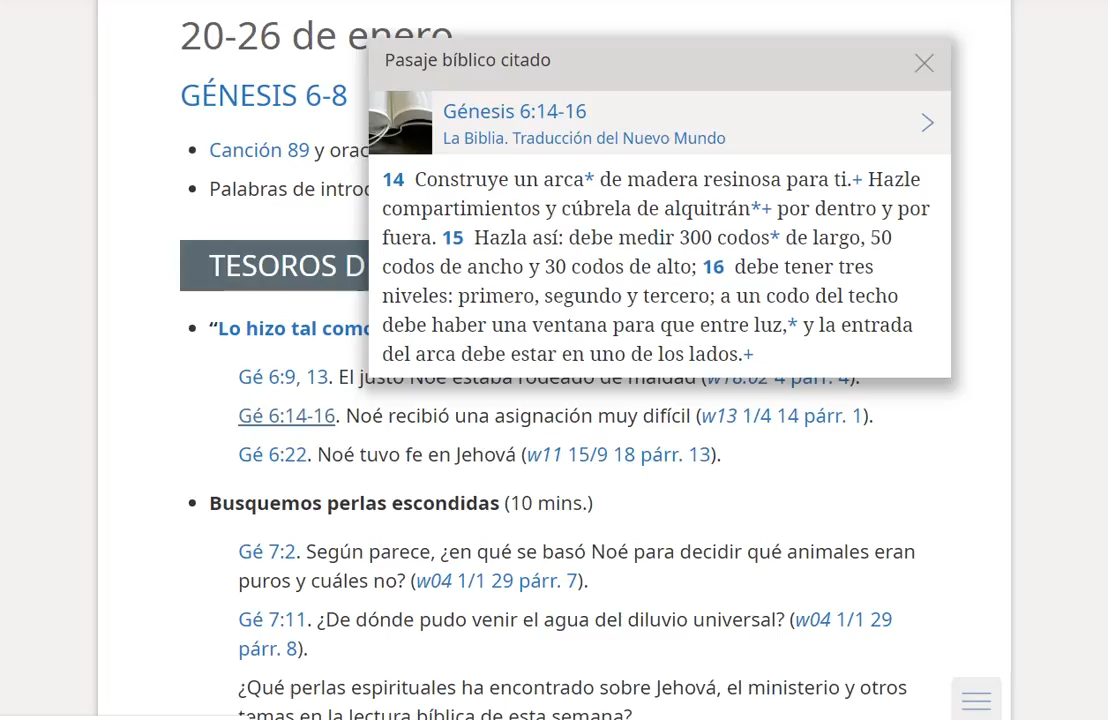 20-26 de enero
GÉNESIS 6-8
Canción 89 y orac
Palabras de introd
TESOROS D
“Lo hizo tal como
Pasaje bíblico citado
Génesis 6:14-16
La Biblia. Traducción del Nuevo Mundo
14 Construye un arca* de madera resinosa para ti.+ Hazle
compartimientos y cúbrela de alquitrán*+ por dentro y por
fuera. 15 Hazla así: debe medir 300 codos* de largo, 50
codos de ancho y 30 codos de alto; 16 debe tener tres
niveles: primero, segundo y tercero; a un codo del techo
debe haber una ventana para que entre luz,* y la entrada
del arca debe estar en uno de los lados.+
Gé 6:9, 13. El justo Noé estaba rodeado de maldad (w18.02 4 párr. 4).
Gé 6:14-16. Noé recibió una asignación muy difícil (w13 1/4 14 párr. 1).
Gé 6:22. Noé tuvo fe en Jehová (w11 15/9 18 párr. 13).
Busquemos perlas escondidas (10 mins.)
Gé 7:2. Según parece, ¿en qué se basó Noé para decidir qué animales eran
puros y cuáles no? (w04 1/1 29 párr. 7).
Gé 7:11. ¿De dónde pudo venir el agua del diluvio universal? (w04 1/1 29
párr. 8).
¿Qué perlas espirituales ha encontrado sobre Jehová, el ministerio y otros
temas en la lectura bíblica de esta semana?